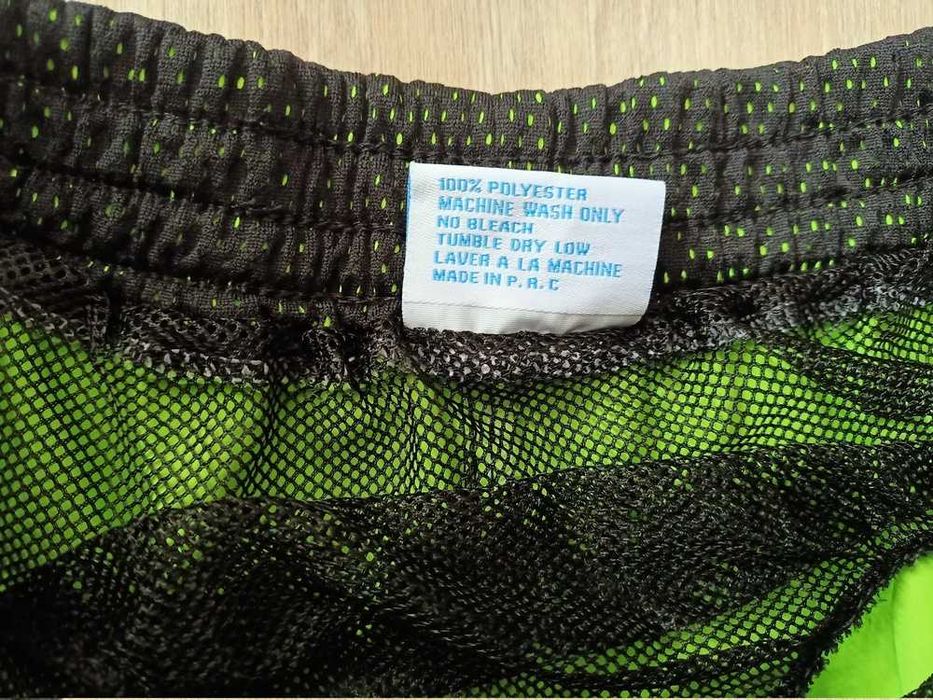 100% POLYESTER
MACHINE WASH ONLY
NO BLEACH
TUMBLE DRY LOW
LAVER A LA MACHINE
MADE IN P. R. C